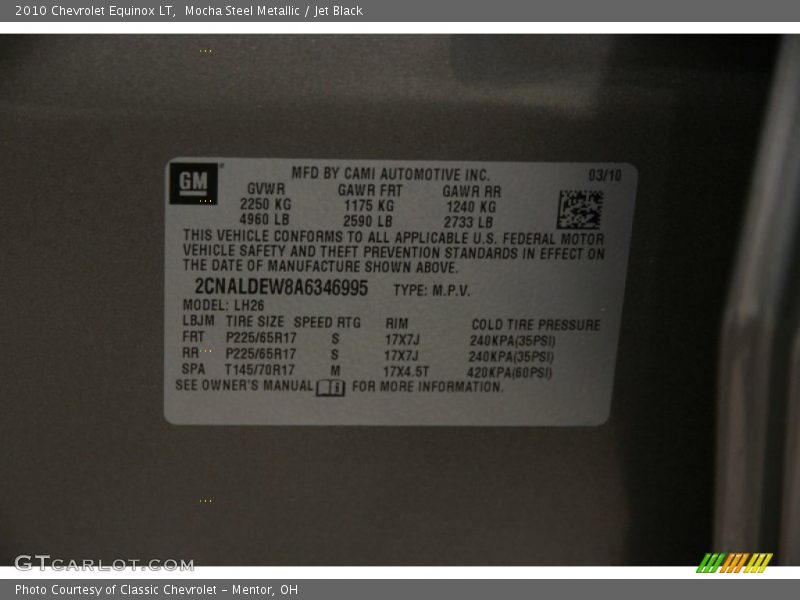 2010 Chevrolet Equinox LT, Mocha Steel Metallic / Jet Black
GM
MFD BY CAMI AUTOMOTIVE INC. 03/10
GVWR GAWR FRT GAWR RR
2250 KG 1175 KG 1240 KG
4960 LB 2590 LB 2733 LB
THIS VEHICLE CONFORMS TO ALL APPLICABLE U.S. FEDERAL MOTOR
VEHICLE SAFETY AND THEFT PREVENTION STANDARDS IN EFFECT ON
THE DATE OF MANUFACTURE SHOWN ABOVE.
2CNALDEW8A6346995 TYPE: M.P.V.
MODEL: LH26
LBJM TIRE SIZE SPEED RTG RIM COLD TIRE PRESSURE
FRT P225/65R17 S 17X7J 240KPA(35PSI)
RR P225/65R17 S 17X7J 240KPA(35PSI)
SPA T145/70R17 M 17X4.5T 420KPA(60PSI)
SEE OWNER'S MANUAL FOR MORE INFORMATION.
GTCARLOT.COM
Photo Courtesy of Classic Chevrolet – Mentor, OH